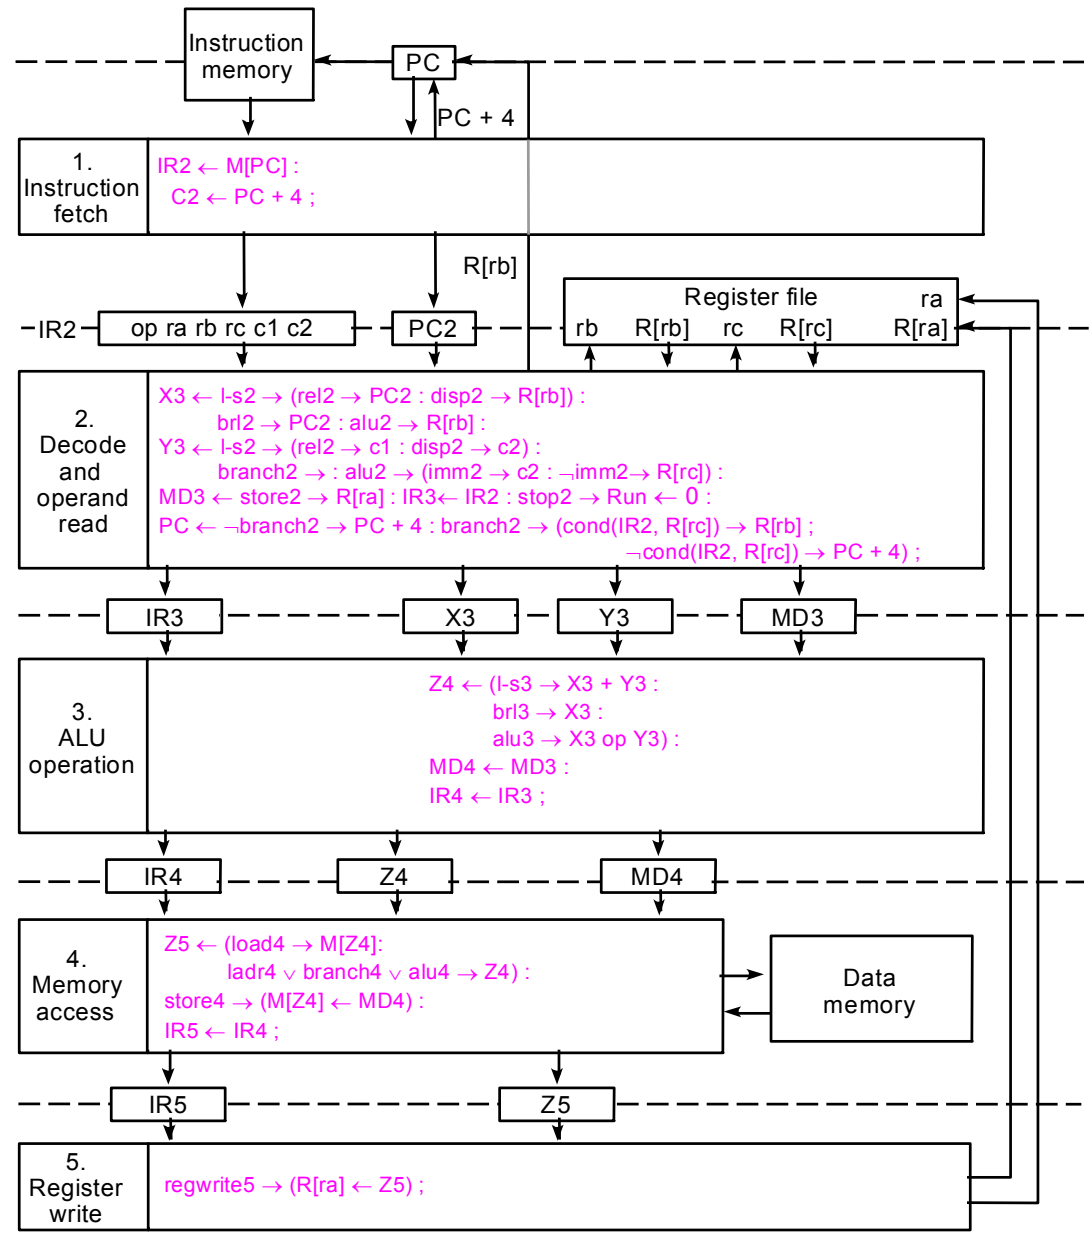 Instruction
memory
PC
PC + 4
1.
Instruction
fetch
IR2 ← M[PC] :
C2 ← PC + 4 ;
R[rb]
Register file
ra
IR2
op ra rb rc c1 c2
PC2
rb
R[rb]
rc
R[rc]
R[ra]
2.
Decode
and
operand
read
X3 ← l-s2 → (rel2 → PC2 : disp2 → R[rb]) :
brl2 → PC2 : alu2 → R[rb] :
Y3 ← l-s2 → (rel2 → c1 : disp2 → c2) :
branch2 → : alu2 → (imm2 → c2 : ¬imm2→ R[rc]) :
MD3 ← store2 → R[ra] : IR3← IR2 : stop2 → Run ← 0 :
PC ← ¬branch2 → PC + 4 : branch2 → (cond(IR2, R[rc]) → R[rb] ;
¬cond(IR2, R[rc]) → PC + 4) ;
IR3
X3
Y3
MD3
3.
ALU
operation
Z4 ← (l-s3 → X3 + Y3 :
brl3 → X3 :
alu3 → X3 op Y3) :
MD4 ← MD3 :
IR4 ← IR3 ;
IR4
Z4
MD4
4.
Memory
access
Z5 ← (load4 → M[Z4]:
ladr4 ∨ branch4 ∨ alu4 → Z4) :
store4 → (M[Z4] ← MD4) :
IR5 ← IR4 ;
Data
memory
IR5
Z5
5.
Register
write
regwrite5 → (R[ra] ← Z5) ;